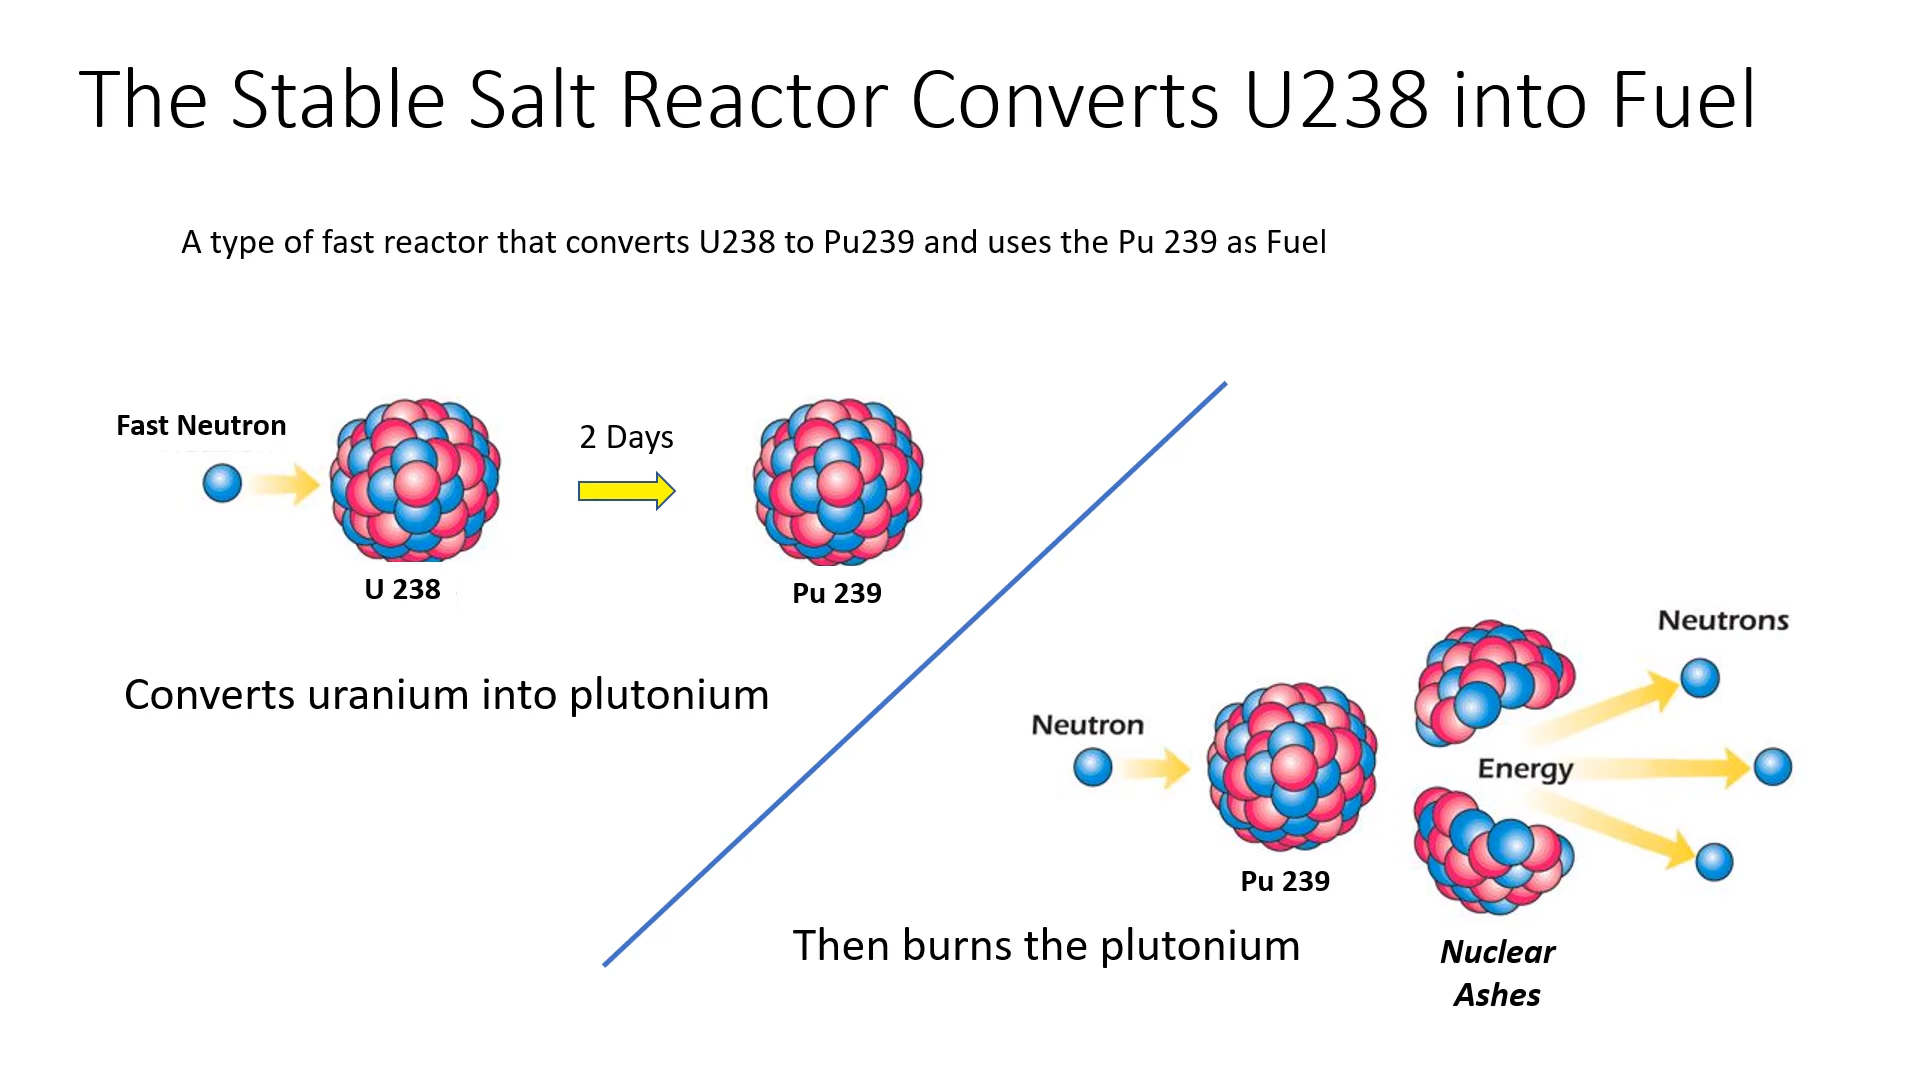 The Stable Salt Reactor Converts U238 into Fuel
A type of fast reactor that converts U238 to Pu239 and uses the Pu 239 as Fuel
Fast Neutron
2 Days
U 238
Pu 239
Converts uranium into plutonium
Neutrons
Neutron
Energy
Pu 239
Then burns the plutonium
Nuclear
Ashes